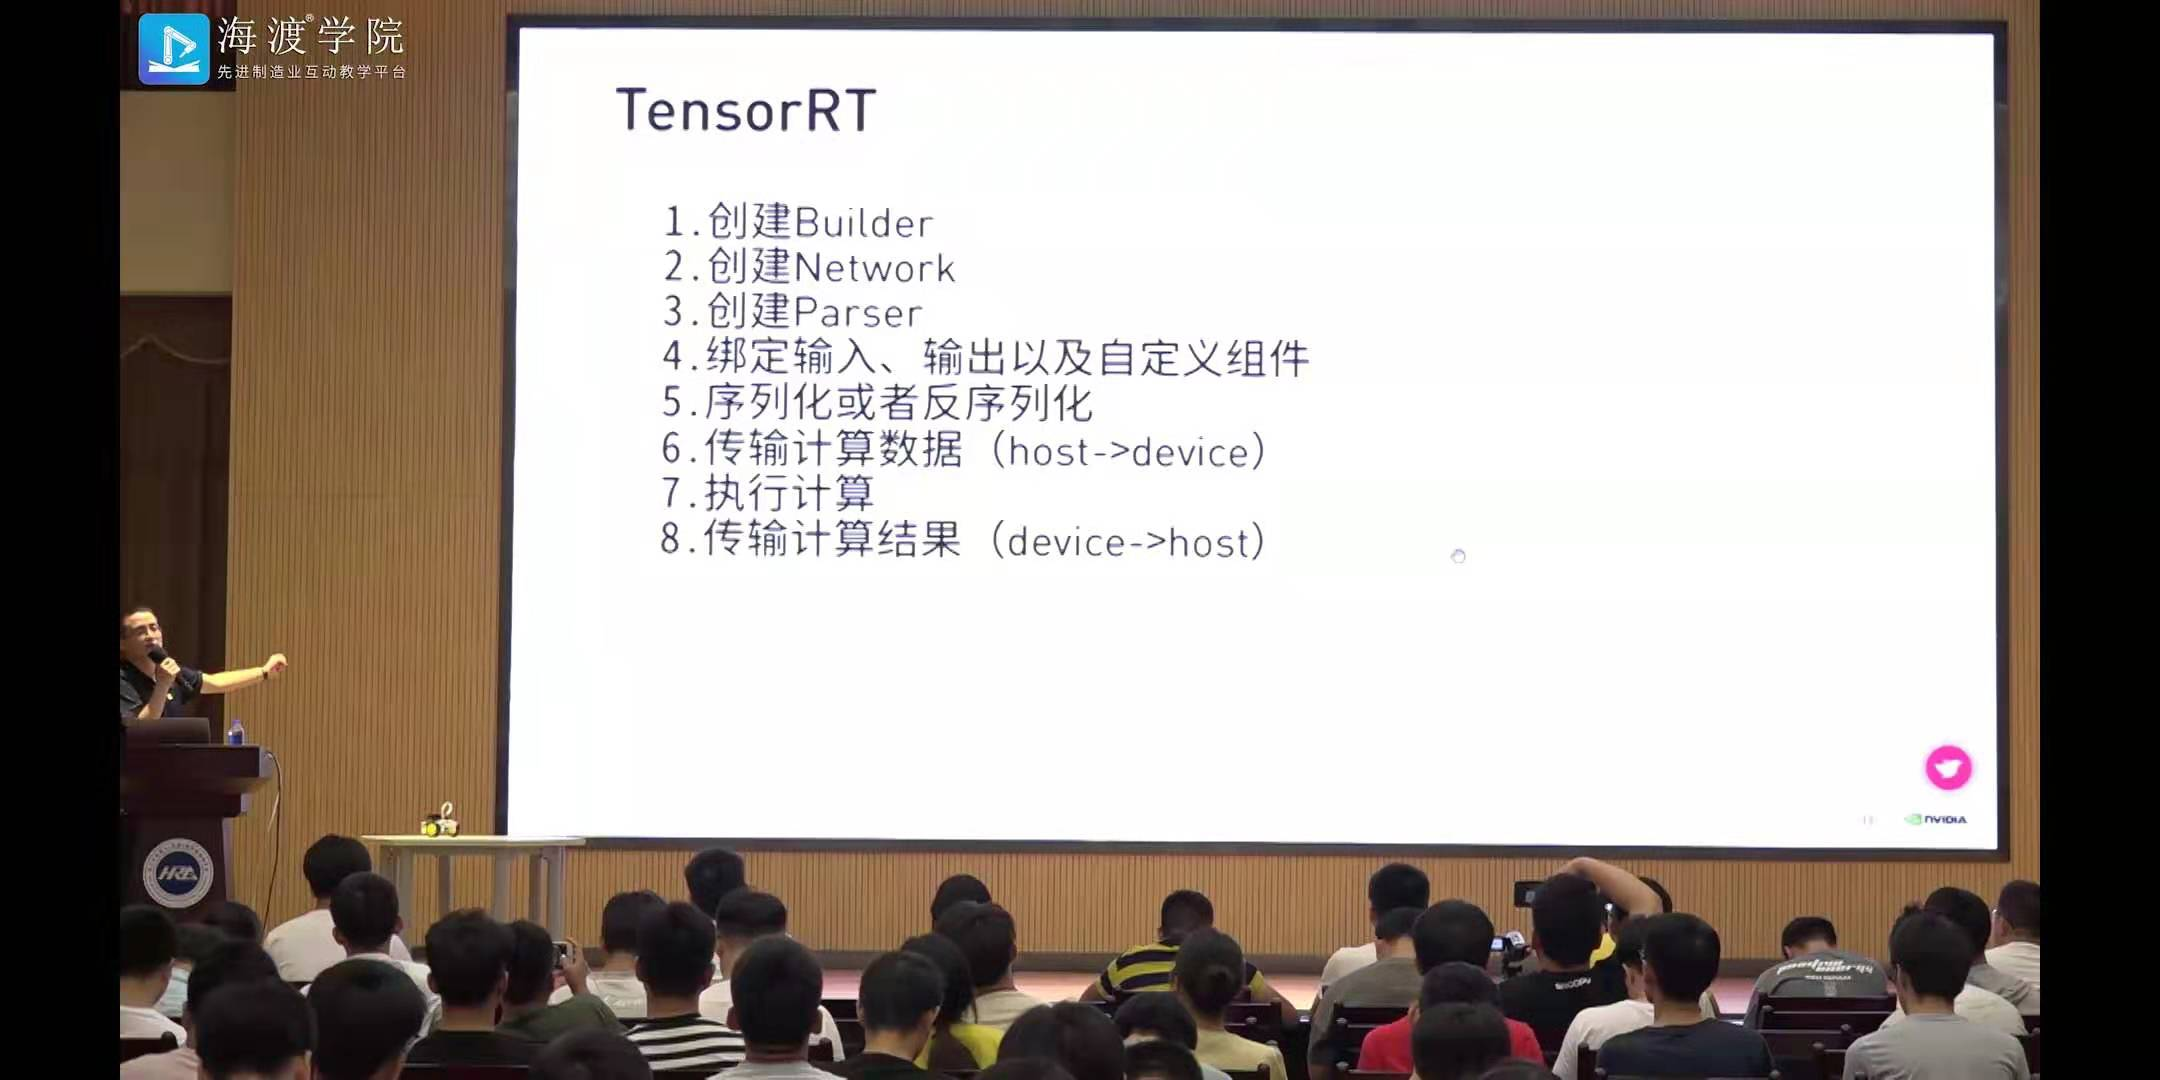 海渡学院®
先进制造业互动教学平台
TensorRT
1.创建Builder
2.创建Network
3.创建Parser
4.绑定输入、输出以及自定义组件
5.序列化或者反序列化
6.传输计算数据（host->device）
7.执行计算
8.传输计算结果（device->host）
NVIDIA
HRA
SNOOPY
positive
energy